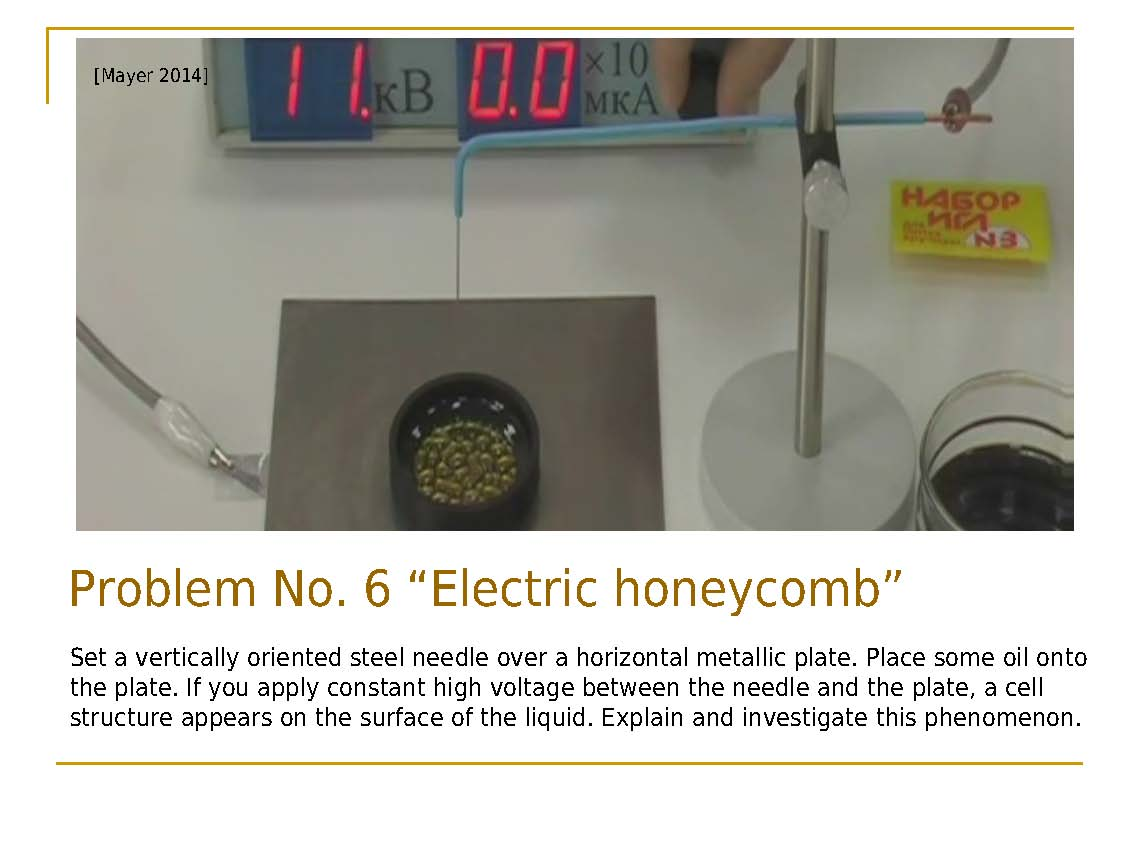 [Mayer 2014]
11.кВ 0.0 ×10
мкА
НАБОР
ИГЛ
N3
Problem No. 6 “Electric honeycomb”
Set a vertically oriented steel needle over a horizontal metallic plate. Place some oil onto
the plate. If you apply constant high voltage between the needle and the plate, a cell
structure appears on the surface of the liquid. Explain and investigate this phenomenon.